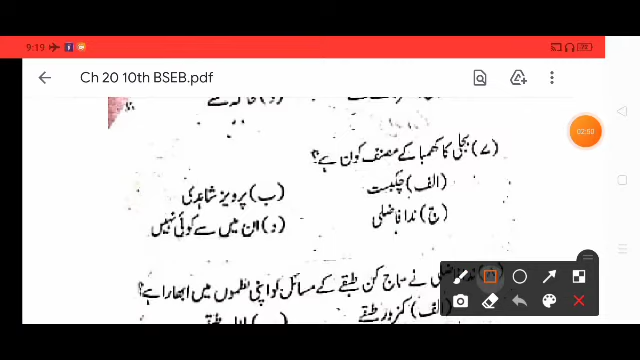 9:19
73
Ch 20 10th BSEB.pdf
(۷) بجلی کا کھمبا کے مصنف کون ہے؟
(الف) چکبست
(ب) پرویز شاہدی
(ج) ندا فاضلی
(د) ان میں سے کوئی نہیں
فاضلی نے سماج کن طبقے کے مسائل کو اپنی نظموں میں ابھارا ہے؟
(الف) کمزور طبقے
02:50